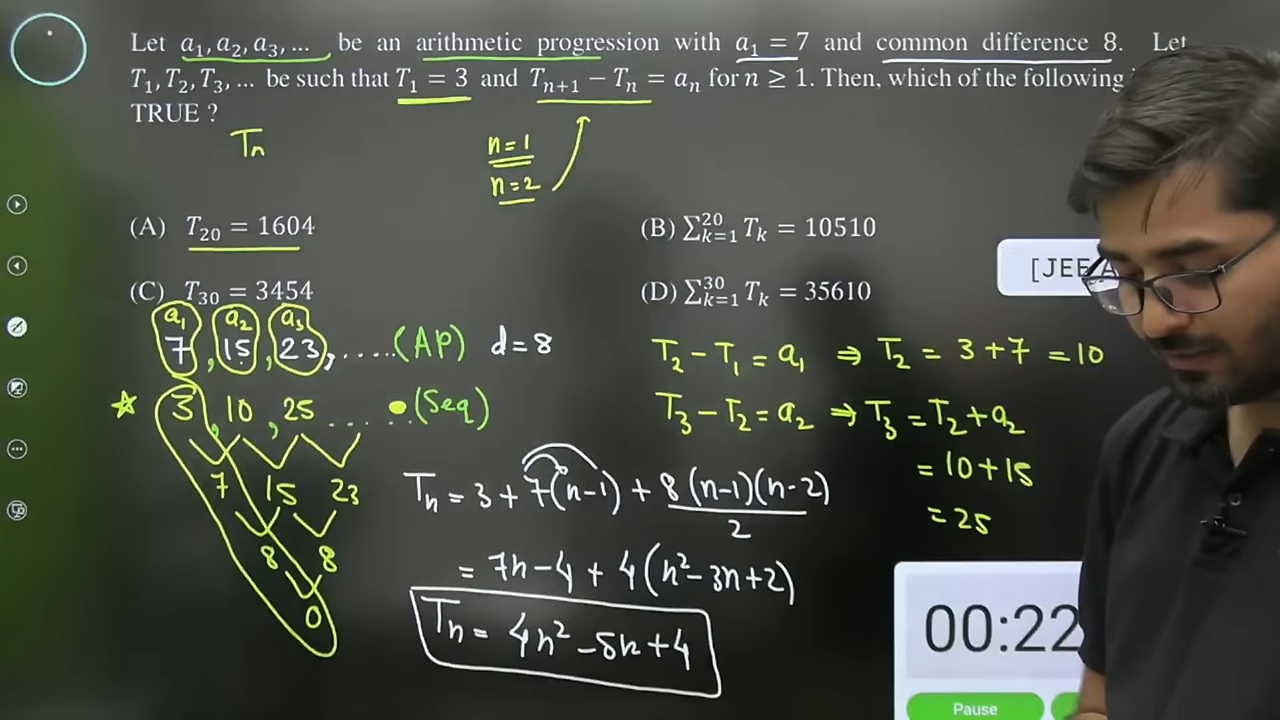 Let a₁, a₂, a₃, ... be an arithmetic progression with a₁ = 7 and common difference 8. Let
T₁, T₂, T₃, ... be such that T₁ = 3 and Tₙ₊₁ − Tₙ = aₙ for n ≥ 1. Then, which of the following
TRUE ?
Tₙ
n=1
n=2
(A) T₂₀ = 1604
(B) ∑²⁰ₖ₌₁ Tₖ = 10510
(C) T₃₀ = 3454
(D) ∑³⁰ₖ₌₁ Tₖ = 35610
[JEE A
a₁ a₂ a₃
7, 15, 23, .....(AP) d=8
3, 10, 25 ......(Seq)
7 15 23
8 8
0
T₂−T₁ = a₁ ⇒ T₂ = 3+7 = 10
T₃−T₂ = a₂ ⇒ T₃ = T₂+a₂
= 10+15
= 25
Tₙ = 3 + 7(n−1) + 8(n−1)(n−2)/2
= 7n−4 + 4(n²−3n+2)
Tₙ = 4n²−5n+4
00:22
Pause